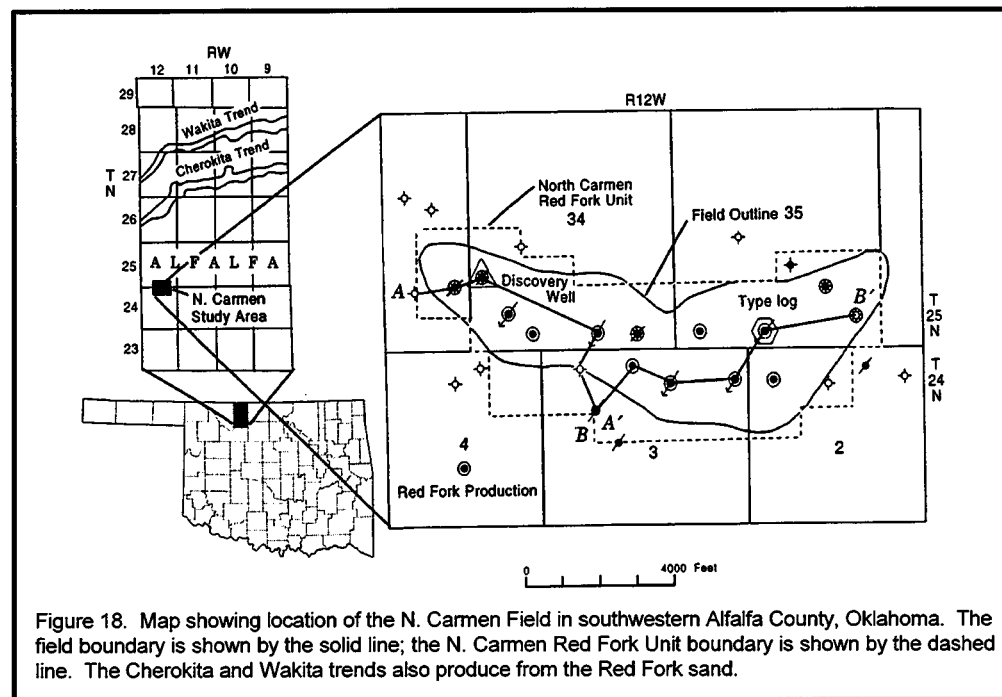 RW
12 11 10 9
29
28
27
26
25
24
23
T
N
Wakita Trend
Cherokita Trend
A L F A L F A
N. Carmen
Study Area
R12W
North Carmen
Red Fork Unit
34
Field Outline 35
A
Discovery
Well
Type log
B'
T
25
N
T
24
N
B A'
4
3
2
Red Fork Production
0 4000 Feet
Figure 18. Map showing location of the N. Carmen Field in southwestern Alfalfa County, Oklahoma. The
field boundary is shown by the solid line; the N. Carmen Red Fork Unit boundary is shown by the dashed
line. The Cherokita and Wakita trends also produce from the Red Fork sand.